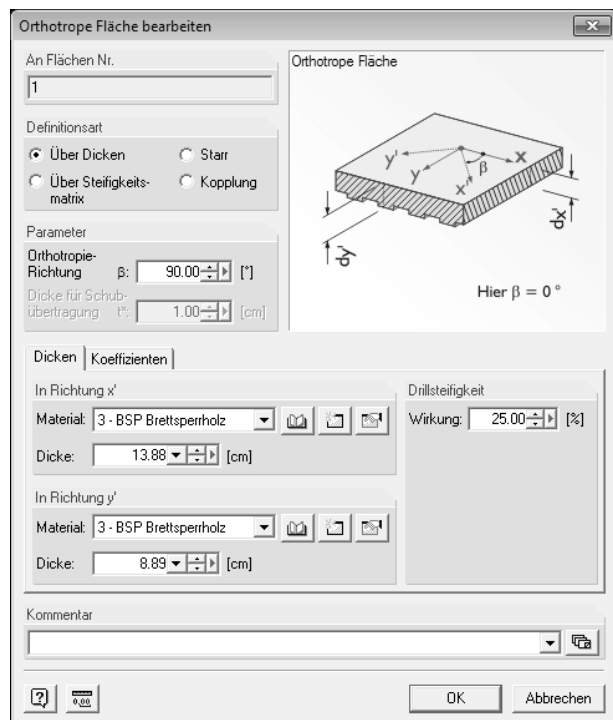 Orthotrope Fläche bearbeiten
An Flächen Nr.
1
Definitionsart
Über Dicken
Starr
Über Steifigkeits-
matrix
Kopplung
Parameter
Orthotropie-
Richtung β: 90.00 [°]
Dicke für Schub-
übertragung t*: 1.00 [cm]
Orthotrope Fläche
y' y x' β x
dy'
dx'
Hier β = 0 °
Dicken
Koeffizienten
In Richtung x'
Material: 3 - BSP Brettsperrholz
Dicke: 13.88 [cm]
In Richtung y'
Material: 3 - BSP Brettsperrholz
Dicke: 8.89 [cm]
Drillsteifigkeit
Wirkung: 25.00 [%]
Kommentar
0,00
OK
Abbrechen